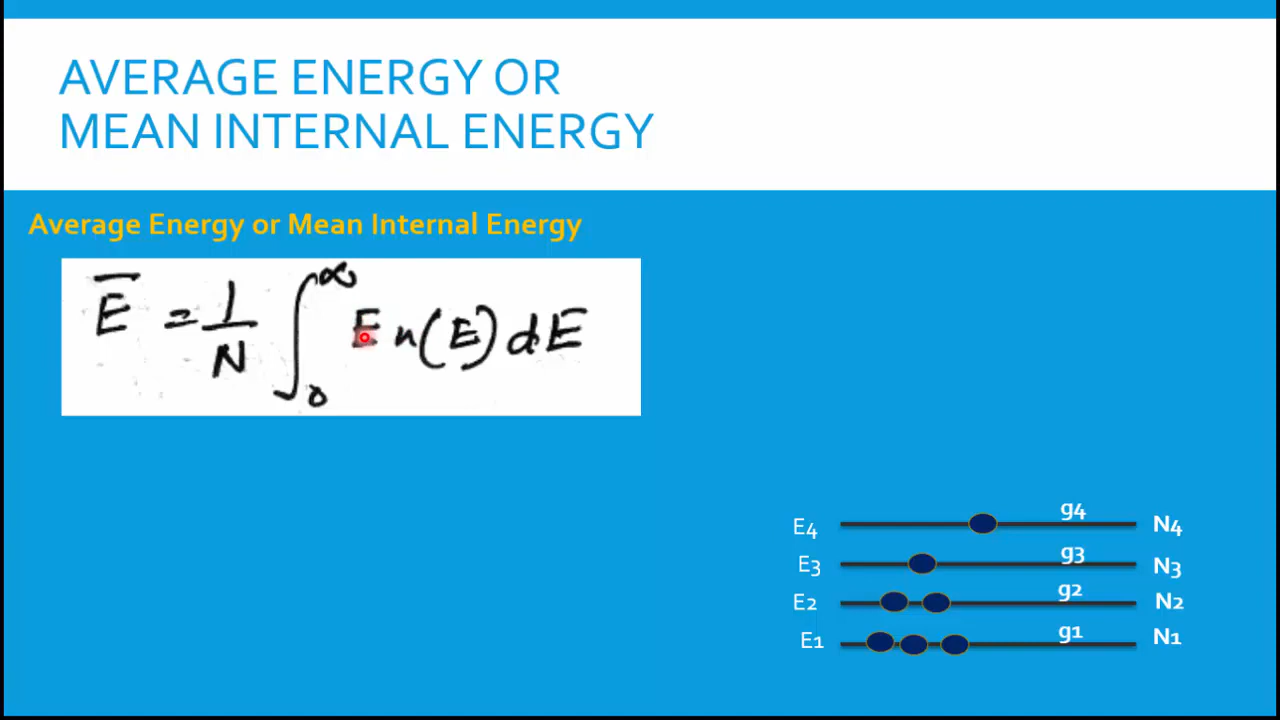 AVERAGE ENERGY OR
MEAN INTERNAL ENERGY
Average Energy or Mean Internal Energy
E̅ = 1/N ∫₀^∞ E n(E) dE
E4 g4 N4
E3 g3 N3
E2 g2 N2
E1 g1 N1